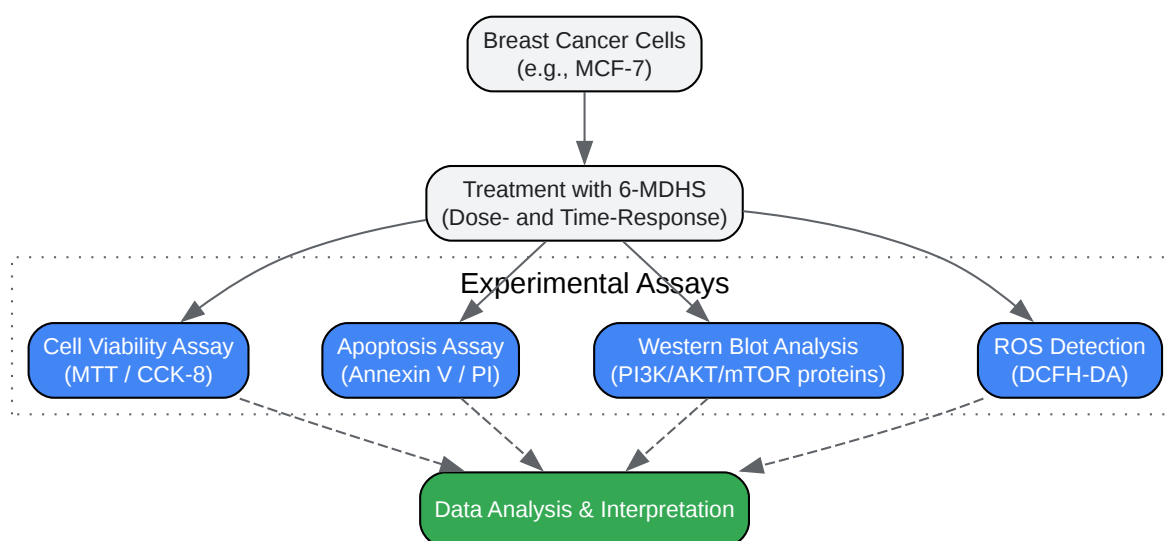 Breast Cancer Cells
(e.g., MCF-7)
Treatment with 6-MDHS
(Dose- and Time-Response)
Experimental Assays
Cell Viability Assay
(MTT / CCK-8)
Apoptosis Assay
(Annexin V / PI)
Western Blot Analysis
(PI3K/AKT/mTOR proteins)
ROS Detection
(DCFH-DA)
Data Analysis & Interpretation